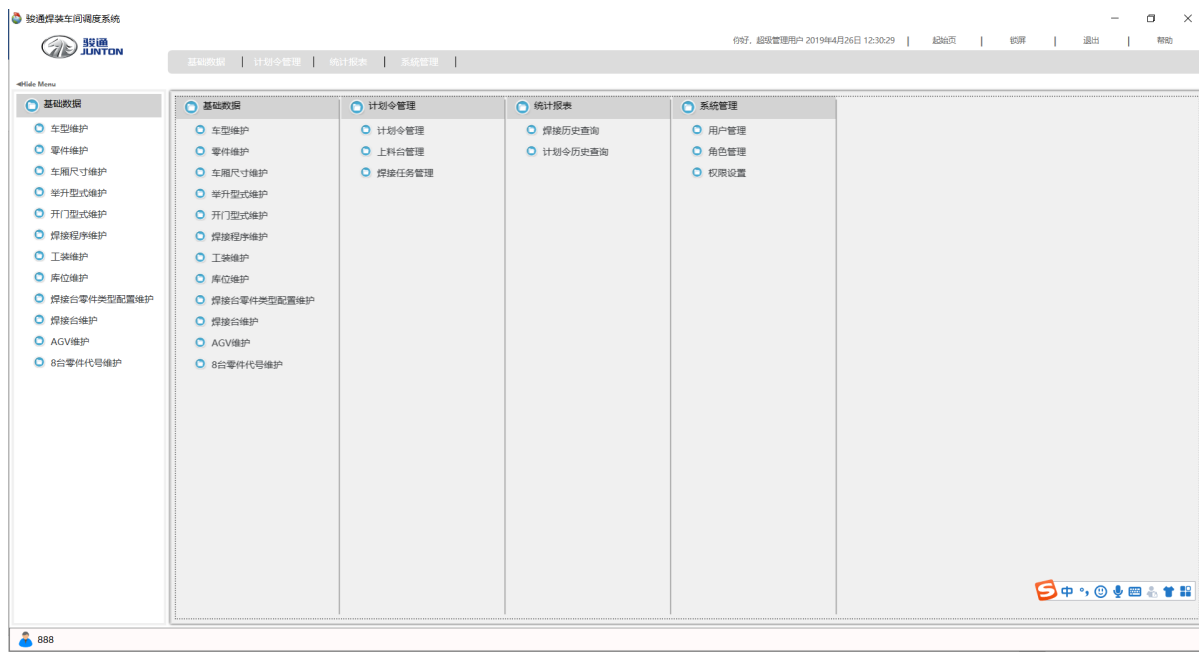 骏通焊装车间调度系统
骏通
JUNTON
你好，超级管理用户 2019年4月26日 12:30:29 | 起始页 | 锁屏 | 退出 | 帮助
基础数据 | 计划令管理 | 统计报表 | 系统管理 |
Hide Menu
基础数据
车型维护
零件维护
车厢尺寸维护
举升型式维护
开门型式维护
焊接程序维护
工装维护
库位维护
焊接台零件类型配置维护
焊接台维护
AGV维护
8台零件代号维护
基础数据
车型维护
零件维护
车厢尺寸维护
举升型式维护
开门型式维护
焊接程序维护
工装维护
库位维护
焊接台零件类型配置维护
焊接台维护
AGV维护
8台零件代号维护
计划令管理
计划令管理
上料台管理
焊接任务管理
统计报表
焊接历史查询
计划令历史查询
系统管理
用户管理
角色管理
权限设置
中
888